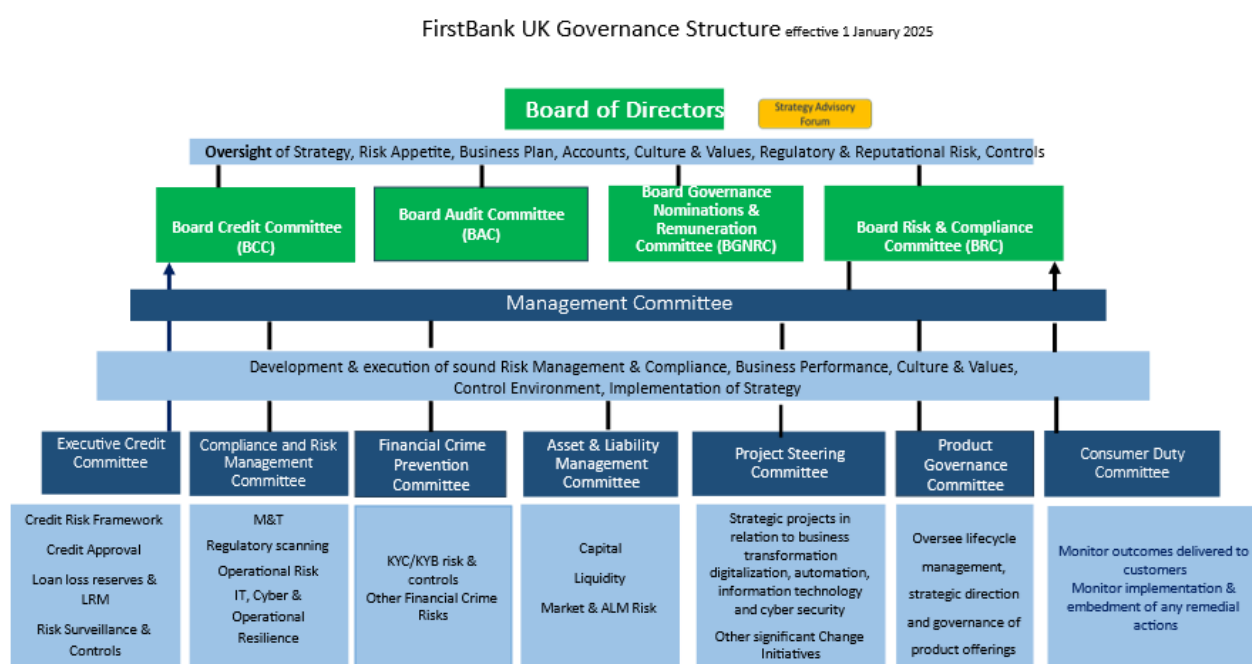 FirstBank UK Governance Structure effective 1 January 2025
Board of Directors
Strategy Advisory
Forum
Oversight of Strategy, Risk Appetite, Business Plan, Accounts, Culture & Values, Regulatory & Reputational Risk, Controls
Board Credit Committee
(BCC)
Board Audit Committee
(BAC)
Board Governance
Nominations &
Remuneration
Committee (BGNRC)
Board Risk & Compliance
Committee (BRC)
Management Committee
Development & execution of sound Risk Management & Compliance, Business Performance, Culture & Values,
Control Environment, Implementation of Strategy
Executive Credit
Committee
Compliance and Risk
Management
Committee
Financial Crime
Prevention
Committee
Asset & Liability
Management
Committee
Project Steering
Committee
Product
Governance
Committee
Consumer Duty
Committee
Credit Risk Framework
Credit Approval
Loan loss reserves &
LRM
Risk Surveillance &
Controls
M&T
Regulatory scanning
Operational Risk
IT, Cyber &
Operational
Resilience
KYC/KYB risk &
controls
Other Financial Crime
Risks
Capital
Liquidity
Market & ALM Risk
Strategic projects in
relation to business
transformation
digitalization, automation,
information technology
and cyber security
Other significant Change
Initiatives
Oversee lifecycle
management,
strategic direction
and governance of
product offerings
Monitor outcomes delivered to
customers
Monitor implementation &
embedment of any remedial
actions